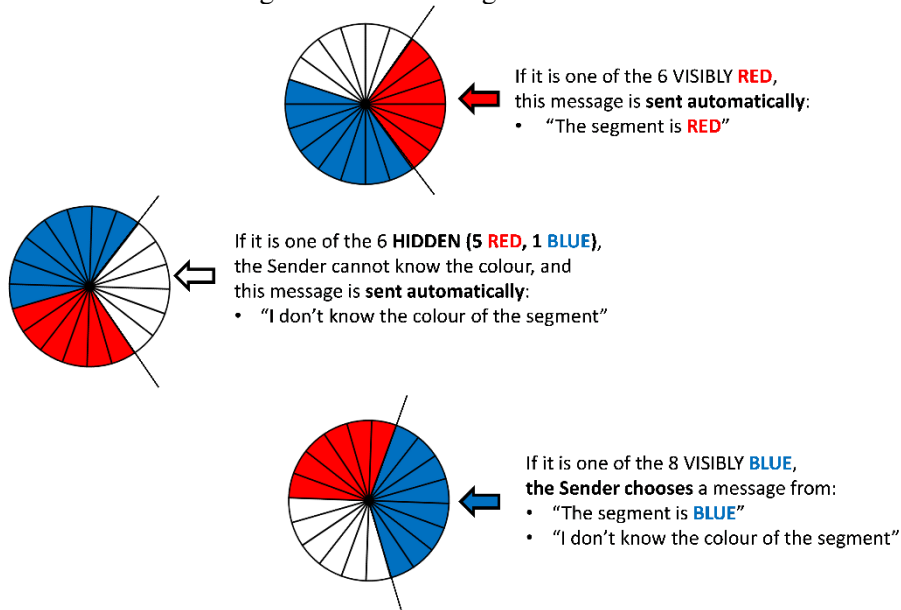 If it is one of the 6 VISIBLY RED,
this message is sent automatically:
• "The segment is RED"
If it is one of the 6 HIDDEN (5 RED, 1 BLUE),
the Sender cannot know the colour, and
this message is sent automatically:
• "I don't know the colour of the segment"
If it is one of the 8 VISIBLY BLUE,
the Sender chooses a message from:
• "The segment is BLUE"
• "I don't know the colour of the segment"